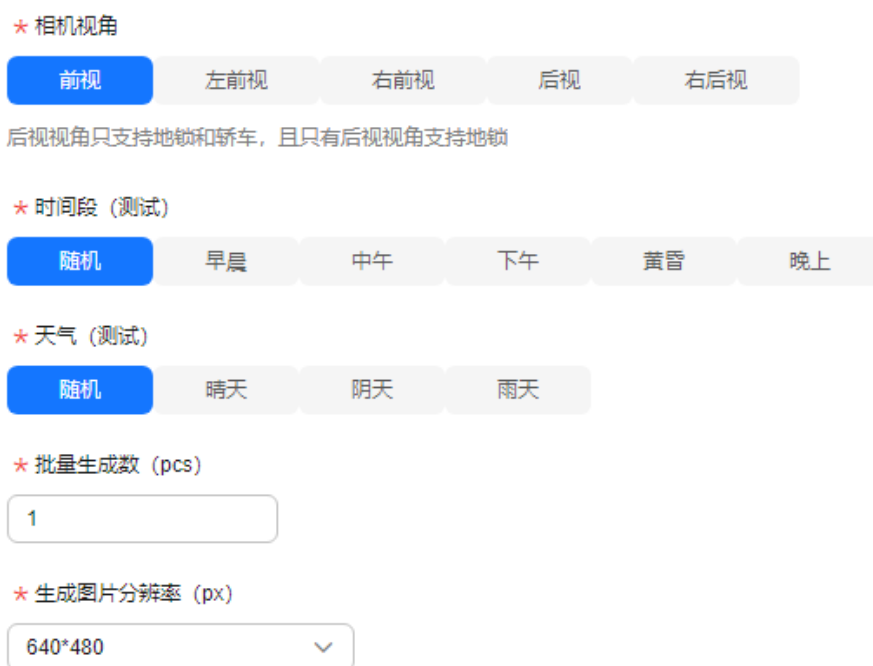 * 相机视角
前视 左前视 右前视 后视 右后视
后视视角只支持地锁和轿车，且只有后视视角支持地锁
* 时间段（测试）
随机 早晨 中午 下午 黄昏 晚上
* 天气（测试）
随机 晴天 阴天 雨天
* 批量生成数（pcs）
1
* 生成图片分辨率（px）
640*480